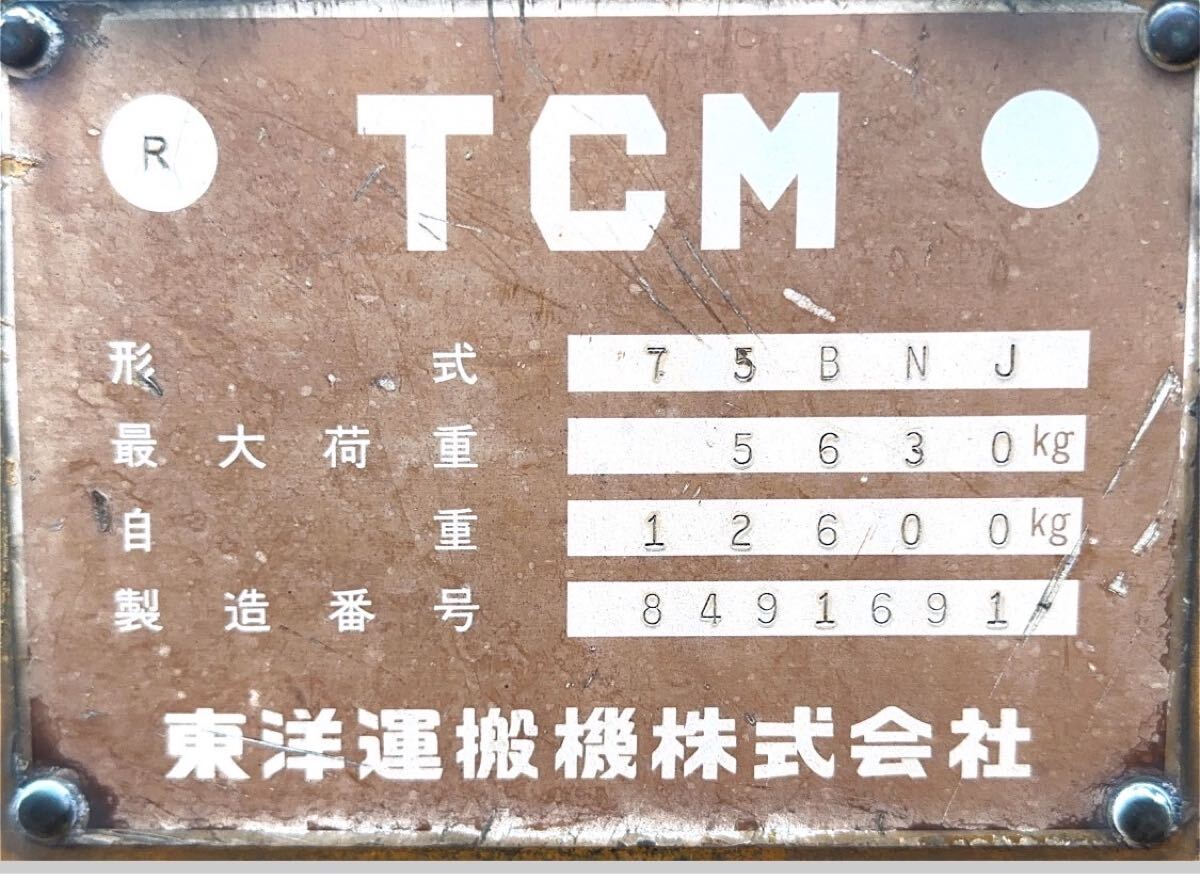 R TCM
形式 75BNJ
最大荷重 5630kg
自重 12600kg
製造番号 8491691
東洋運搬機株式会社